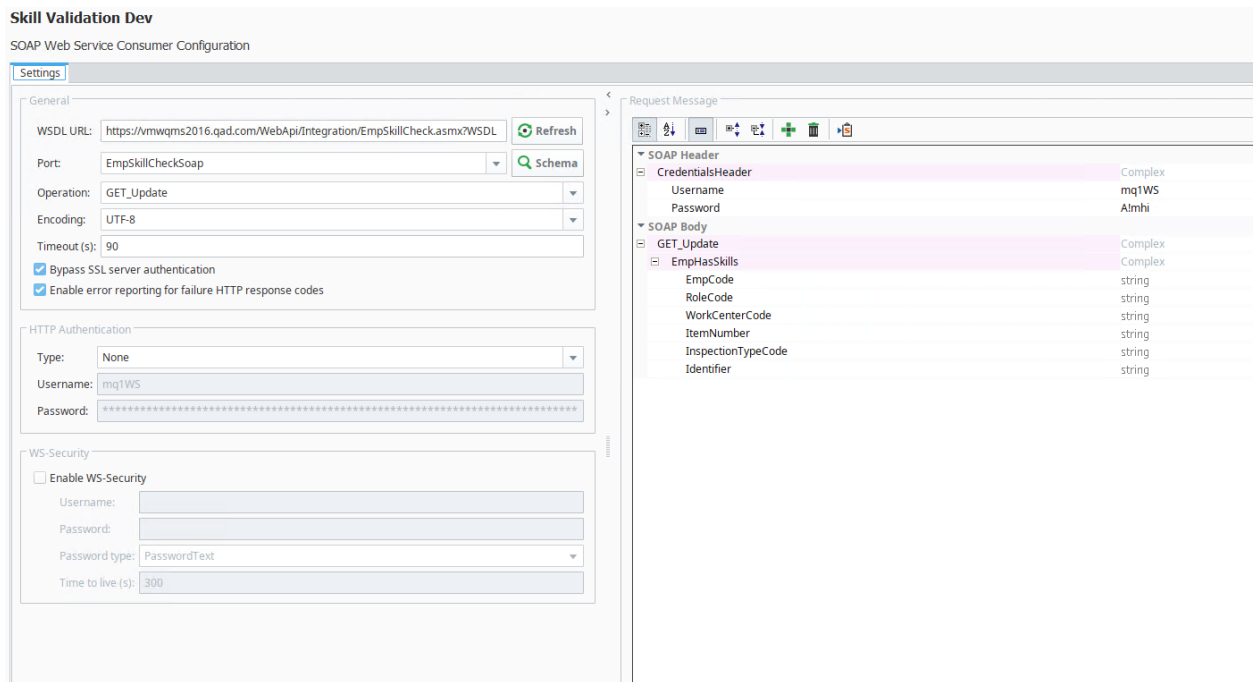 Skill Validation Dev
SOAP Web Service Consumer Configuration
Settings
General
WSDL URL: https://vmwqms2016.qad.com/WebApi/Integration/EmpSkillCheck.asmx?WSDL Refresh
Port: EmpSkillCheckSoap Schema
Operation: GET_Update
Encoding: UTF-8
Timeout (s): 90
Bypass SSL server authentication
Enable error reporting for failure HTTP response codes
HTTP Authentication
Type: None
Username: mq1WS
Password: ****************************************************************************
WS-Security
Enable WS-Security
Username:
Password:
Password type: PasswordText
Time to live (s): 300
Request Message
SOAP Header
CredentialsHeader Complex
Username mq1WS
Password A!mhi
SOAP Body
GET_Update Complex
EmpHasSkills Complex
EmpCode string
RoleCode string
WorkCenterCode string
ItemNumber string
InspectionTypeCode string
Identifier string